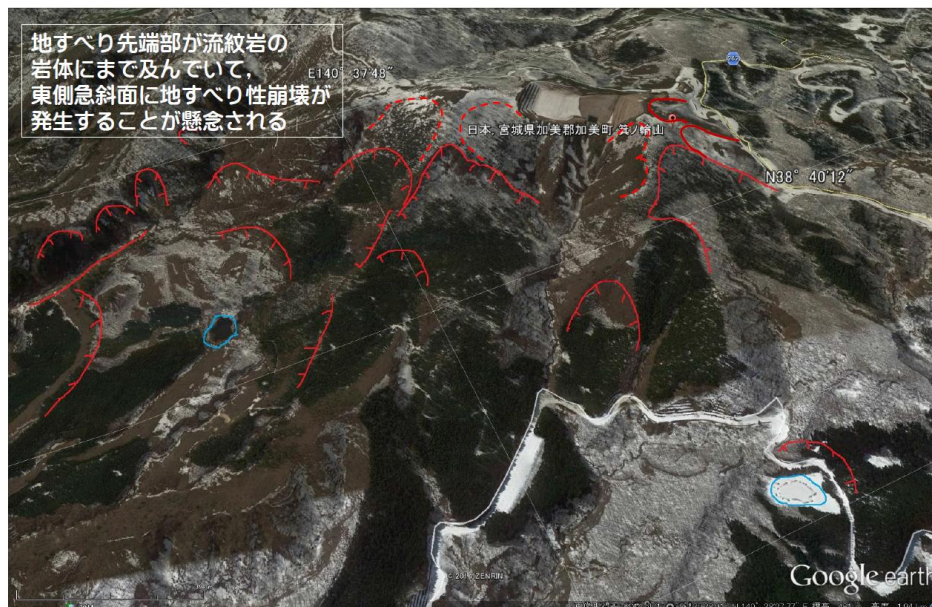 地すべり先端部が流紋岩の
岩体にまで及んでいて，
東側急斜面に地すべり性崩壊が
発生することが懸念される
E140° 37'48"
日本, 宮城県加美郡加美町 箕ノ輪山
N38° 40'12"
ZENRIN
Google earth